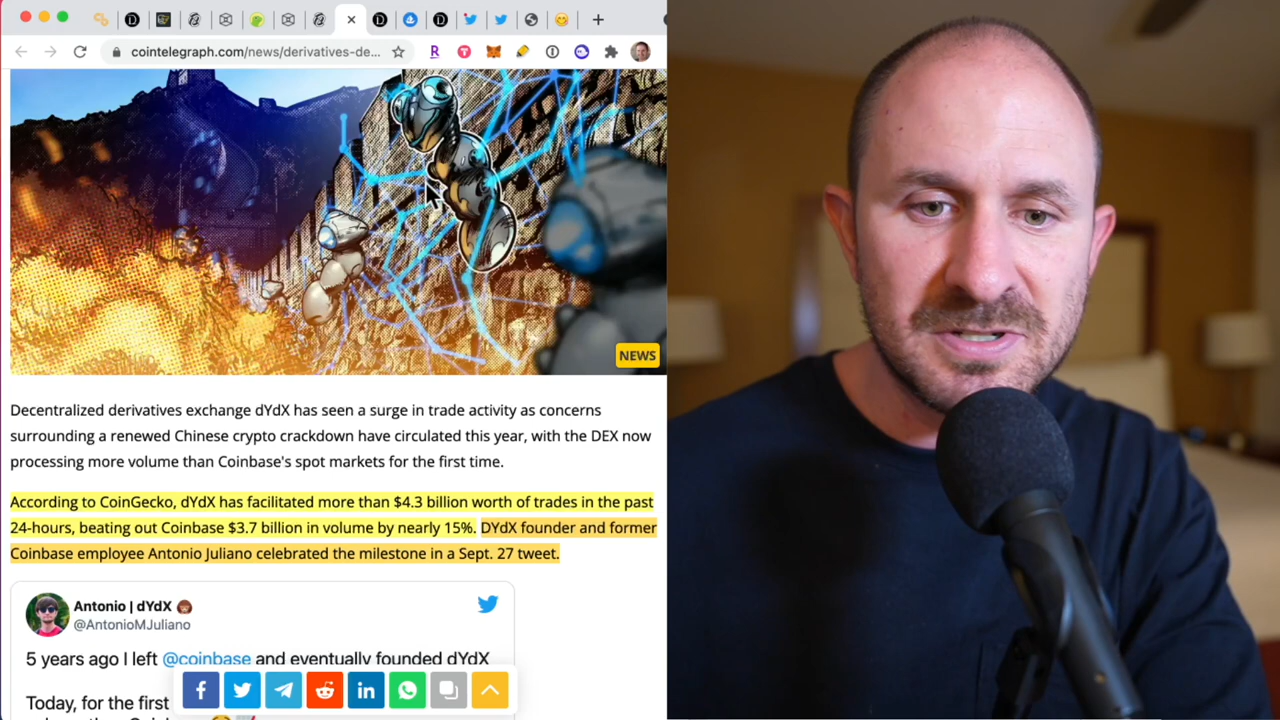 cointelegraph.com/news/derivatives-de...
NEWS
Decentralized derivatives exchange dYdX has seen a surge in trade activity as concerns
surrounding a renewed Chinese crypto crackdown have circulated this year, with the DEX now
processing more volume than Coinbase's spot markets for the first time.
According to CoinGecko, dYdX has facilitated more than $4.3 billion worth of trades in the past
24-hours, beating out Coinbase $3.7 billion in volume by nearly 15%. DYdX founder and former
Coinbase employee Antonio Juliano celebrated the milestone in a Sept. 27 tweet.
Antonio | dYdX
@AntonioMJuliano
5 years ago I left @coinbase and eventually founded dYdX
Today, for the first